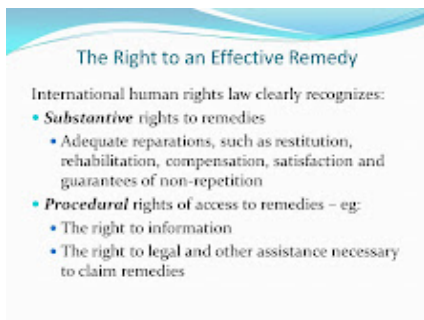 The Right to an Effective Remedy
International human rights law clearly recognizes:
• Substantive rights to remedies
• Adequate reparations, such as restitution,
rehabilitation, compensation, satisfaction and
guarantees of non-repetition
• Procedural rights of access to remedies – eg:
• The right to information
• The right to legal and other assistance necessary
to claim remedies